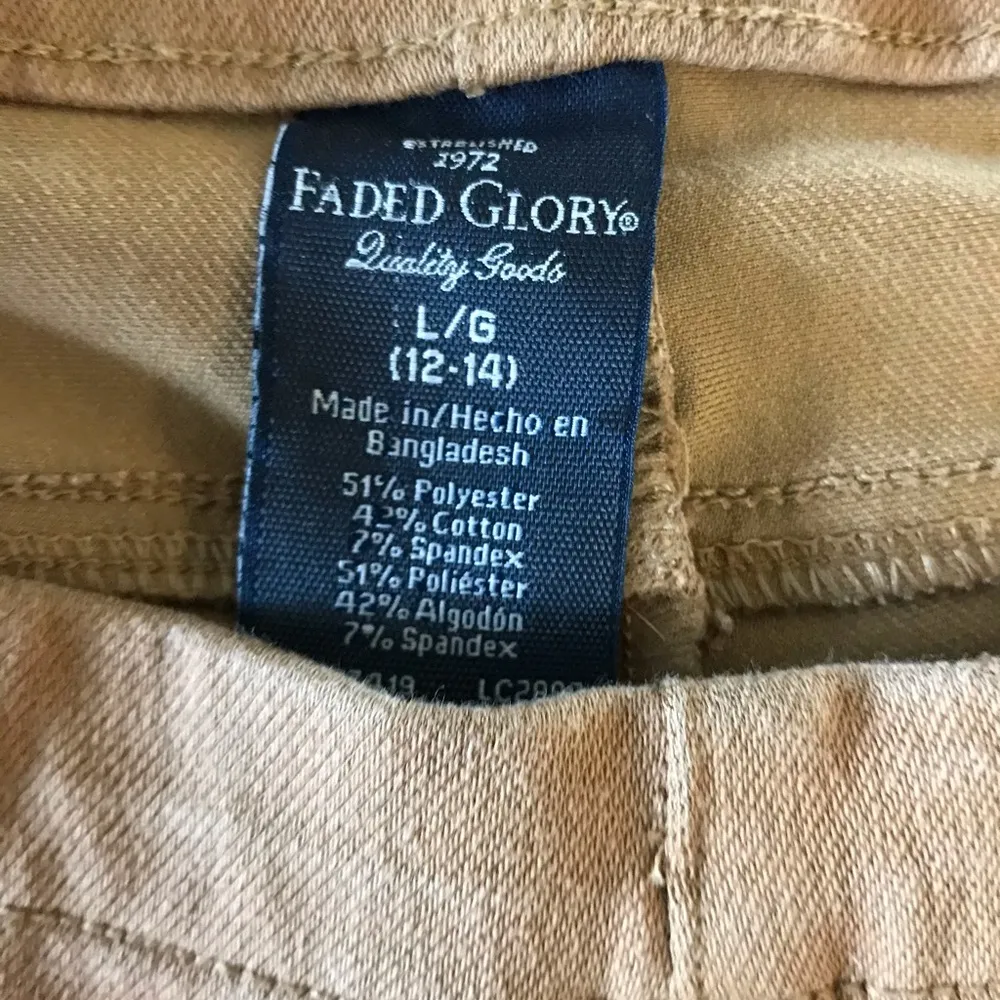 ESTABLISHED
1972
FADED GLORY®
Quality Goods
L/G
(12-14)
Made in/Hecho en
Bangladesh
51% Polyester
42% Cotton
7% Spandex
51% Poliéster
42% Algodón
7% Spandex